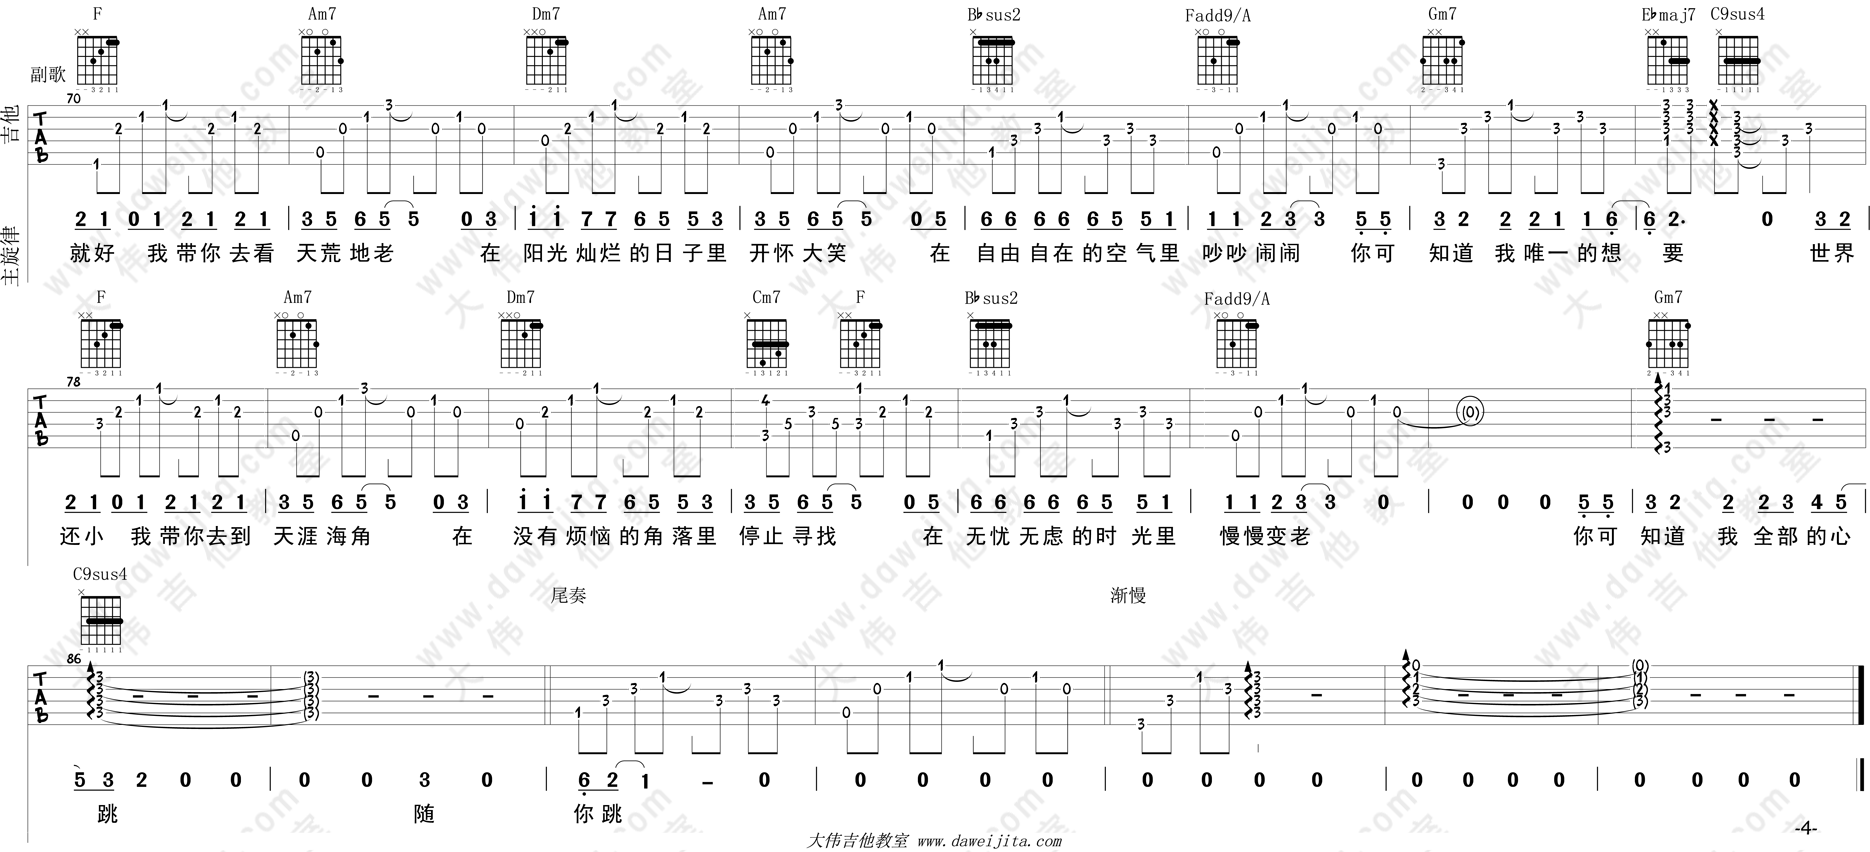 F Am7 Dm7 Am7 B♭sus2 Fadd9/A Gm7 E♭maj7 C9sus4
副歌
吉他
70
TAB
主旋律
2 1 0 1 2 1 2 1 | 3 5 6 5 5 0 3 | i i 7 7 6 5 5 3 | 3 5 6 5 5 0 5 | 6 6 6 6 6 5 5 1 | 1 1 2 3 3 5 5 | 3 2 2 2 1 1 6 | 6 2. 0 3 2 |
就好 我带你去看 天荒地老 在 阳光灿烂的日子里 开怀大笑 在 自由自在的空气里 吵吵闹闹 你可 知道 我 唯一的想 要 世界
F Am7 Dm7 Cm7 F B♭sus2 Fadd9/A Gm7
78
TAB
2 1 0 1 2 1 2 1 | 3 5 6 5 5 0 3 | i i 7 7 6 5 5 3 | 3 5 6 5 5 0 5 | 6 6 6 6 6 5 5 1 | 1 1 2 3 3 0 | 0 0 0 5 5 | 3 2 2 2 3 4 5 |
还小 我带你去到 天涯海角 在 没有烦恼的角落里 停止寻找 在 无忧无虑的时光里 慢慢变老 你可 知道 我 全部的心
C9sus4
尾奏 渐慢
86
TAB
5 3 2 0 0 | 0 0 3 0 | 6 2 1 - 0 | 0 0 0 0 | 0 0 0 0 | 0 0 0 0 | 0 0 0 0
跳 随 你跳
-4-
大伟吉他教室 www.daweijita.com